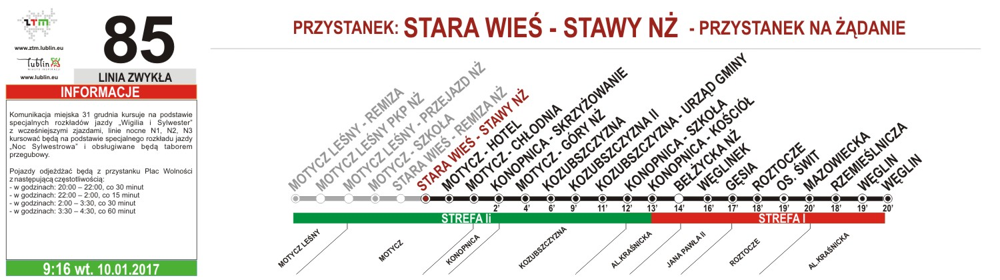 ZTM
www.ztm.lublin.eu
lublin
MIASTO INSPIRACJI
www.lublin.eu
85
LINIA ZWYKŁA
INFORMACJE
Komunikacja miejska 31 grudnia kursuje na podstawie
specjalnych rozkładów jazdy „Wigilia i Sylwester”
z wcześniejszymi zjazdami, linie nocne N1, N2, N3
kursować będą na podstawie specjalnego rozkładu jazdy
„Noc Sylwestrowa” i obsługiwane będą taborem
przegubowy.
Pojazdy odjeżdżać będą z przystanku Plac Wolności
z następującą częstotliwością:
- w godzinach: 20:00 – 22:00, co 30 minut
- w godzinach: 22:00 – 2:00, co 15 minut
- w godzinach: 2:00 – 3:30, co 30 minut
- w godzinach: 3:30 – 4:30, co 60 minut
9:16 wt. 10.01.2017
PRZYSTANEK: STARA WIEŚ - STAWY NŻ - PRZYSTANEK NA ŻĄDANIE
MOTYCZ LEŚNY - REMIZA
MOTYCZ LEŚNY PKP NŻ
MOTYCZ LEŚNY - PRZEJAZD NŻ
MOTYCZ - SZKOŁA
STARA WIEŚ - REMIZA NŻ
STARA WIEŚ - STAWY NŻ
MOTYCZ - HOTEL
MOTYCZ - CHŁODNIA
KONOPNICA - SKRZYŻOWANIE
MOTYCZ - GÓRY NŻ
KOZUBSZCZYZNA
KOZUBSZCZYZNA II
KOZUBSZCZYZNA - URZĄD GMINY
KONOPNICA - SZKOŁA
KONOPNICA - KOŚCIÓŁ
BEŁŻYCKA NŻ
WĘGLINEK
GĘSIA
ROZTOCZE
OS. ŚWIT
MAZOWIECKA
RZEMIEŚLNICZA
WĘGLIN
WĘGLIN
2' 4' 6' 9' 11' 12' 13' 14' 16' 17' 18' 19' 20' 18' 19' 20'
STREFA Ii
STREFA I
MOTYCZ LEŚNY
MOTYCZ
KONOPNICA
KOZUBSZCZYZNA
AL. KRAŚNICKA
JANA PAWŁA II
ROZTOCZE
AL.KRAŚNICKA